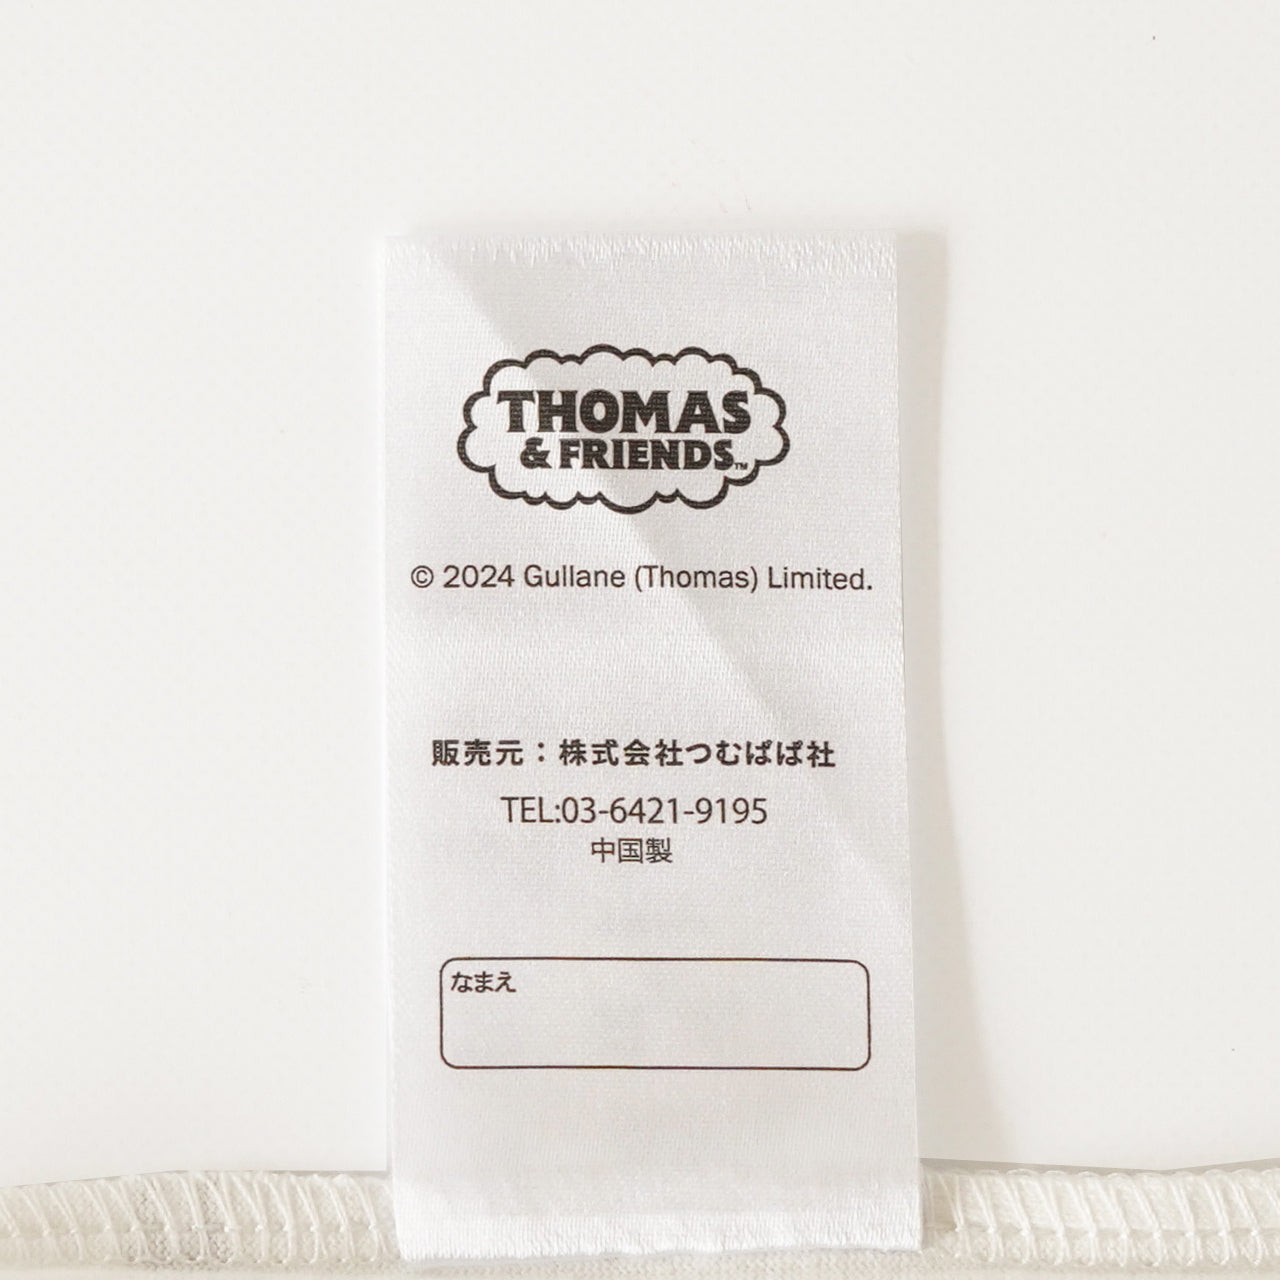 THOMAS
& FRIENDS™
© 2024 Gullane (Thomas) Limited.
販売元：株式会社つむぱぱ社
TEL:03-6421-9195
中国製
なまえ